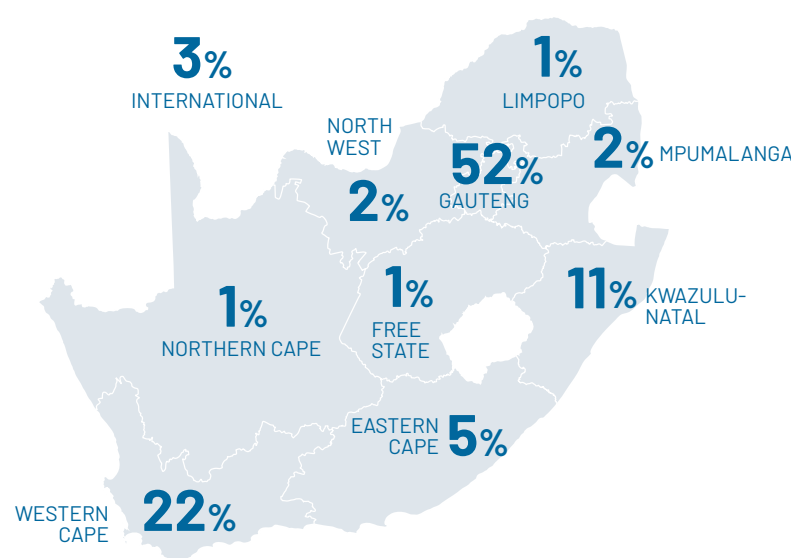 3%
INTERNATIONAL
1%
LIMPOPO
NORTH
WEST
2%
52%
GAUTENG
2% MPUMALANGA
1%
NORTHERN CAPE
1%
FREE
STATE
11% KWAZULU-
NATAL
EASTERN
CAPE 5%
WESTERN
CAPE
22%